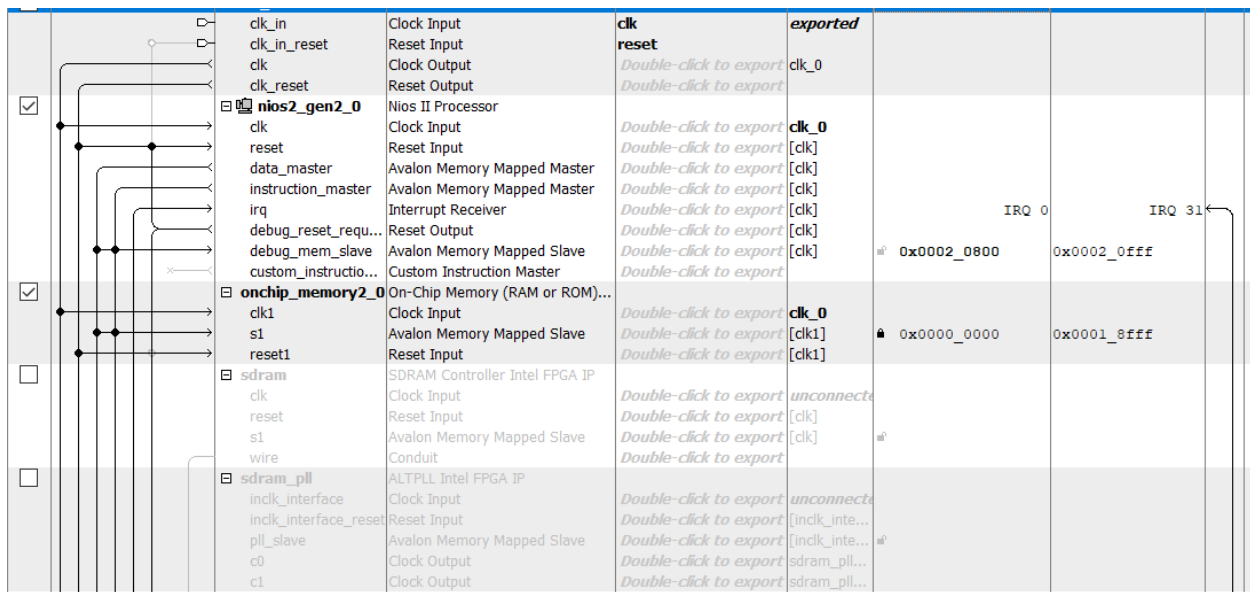 clk_in Clock Input clk exported
clk_in_reset Reset Input reset
clk Clock Output Double-click to export clk_0
clk_reset Reset Output Double-click to export
nios2_gen2_0 Nios II Processor
clk Clock Input Double-click to export clk_0
reset Reset Input Double-click to export [clk]
data_master Avalon Memory Mapped Master Double-click to export [clk]
instruction_master Avalon Memory Mapped Master Double-click to export [clk]
irq Interrupt Receiver Double-click to export [clk] IRQ 0 IRQ 31
debug_reset_requ... Reset Output Double-click to export [clk]
debug_mem_slave Avalon Memory Mapped Slave Double-click to export [clk] 0x0002_0800 0x0002_0fff
custom_instructio... Custom Instruction Master Double-click to export
onchip_memory2_0 On-Chip Memory (RAM or ROM)...
clk1 Clock Input Double-click to export clk_0
s1 Avalon Memory Mapped Slave Double-click to export [clk1] 0x0000_0000 0x0001_8fff
reset1 Reset Input Double-click to export [clk1]
sdram SDRAM Controller Intel FPGA IP
clk Clock Input Double-click to export unconnecte
reset Reset Input Double-click to export [clk]
s1 Avalon Memory Mapped Slave Double-click to export [clk]
wire Conduit Double-click to export
sdram_pll ALTPLL Intel FPGA IP
inclk_interface Clock Input Double-click to export unconnecte
inclk_interface_reset Reset Input Double-click to export [inclk_inte...
pll_slave Avalon Memory Mapped Slave Double-click to export [inclk_inte...
c0 Clock Output Double-click to export sdram_pll...
c1 Clock Output Double-click to export sdram_pll...